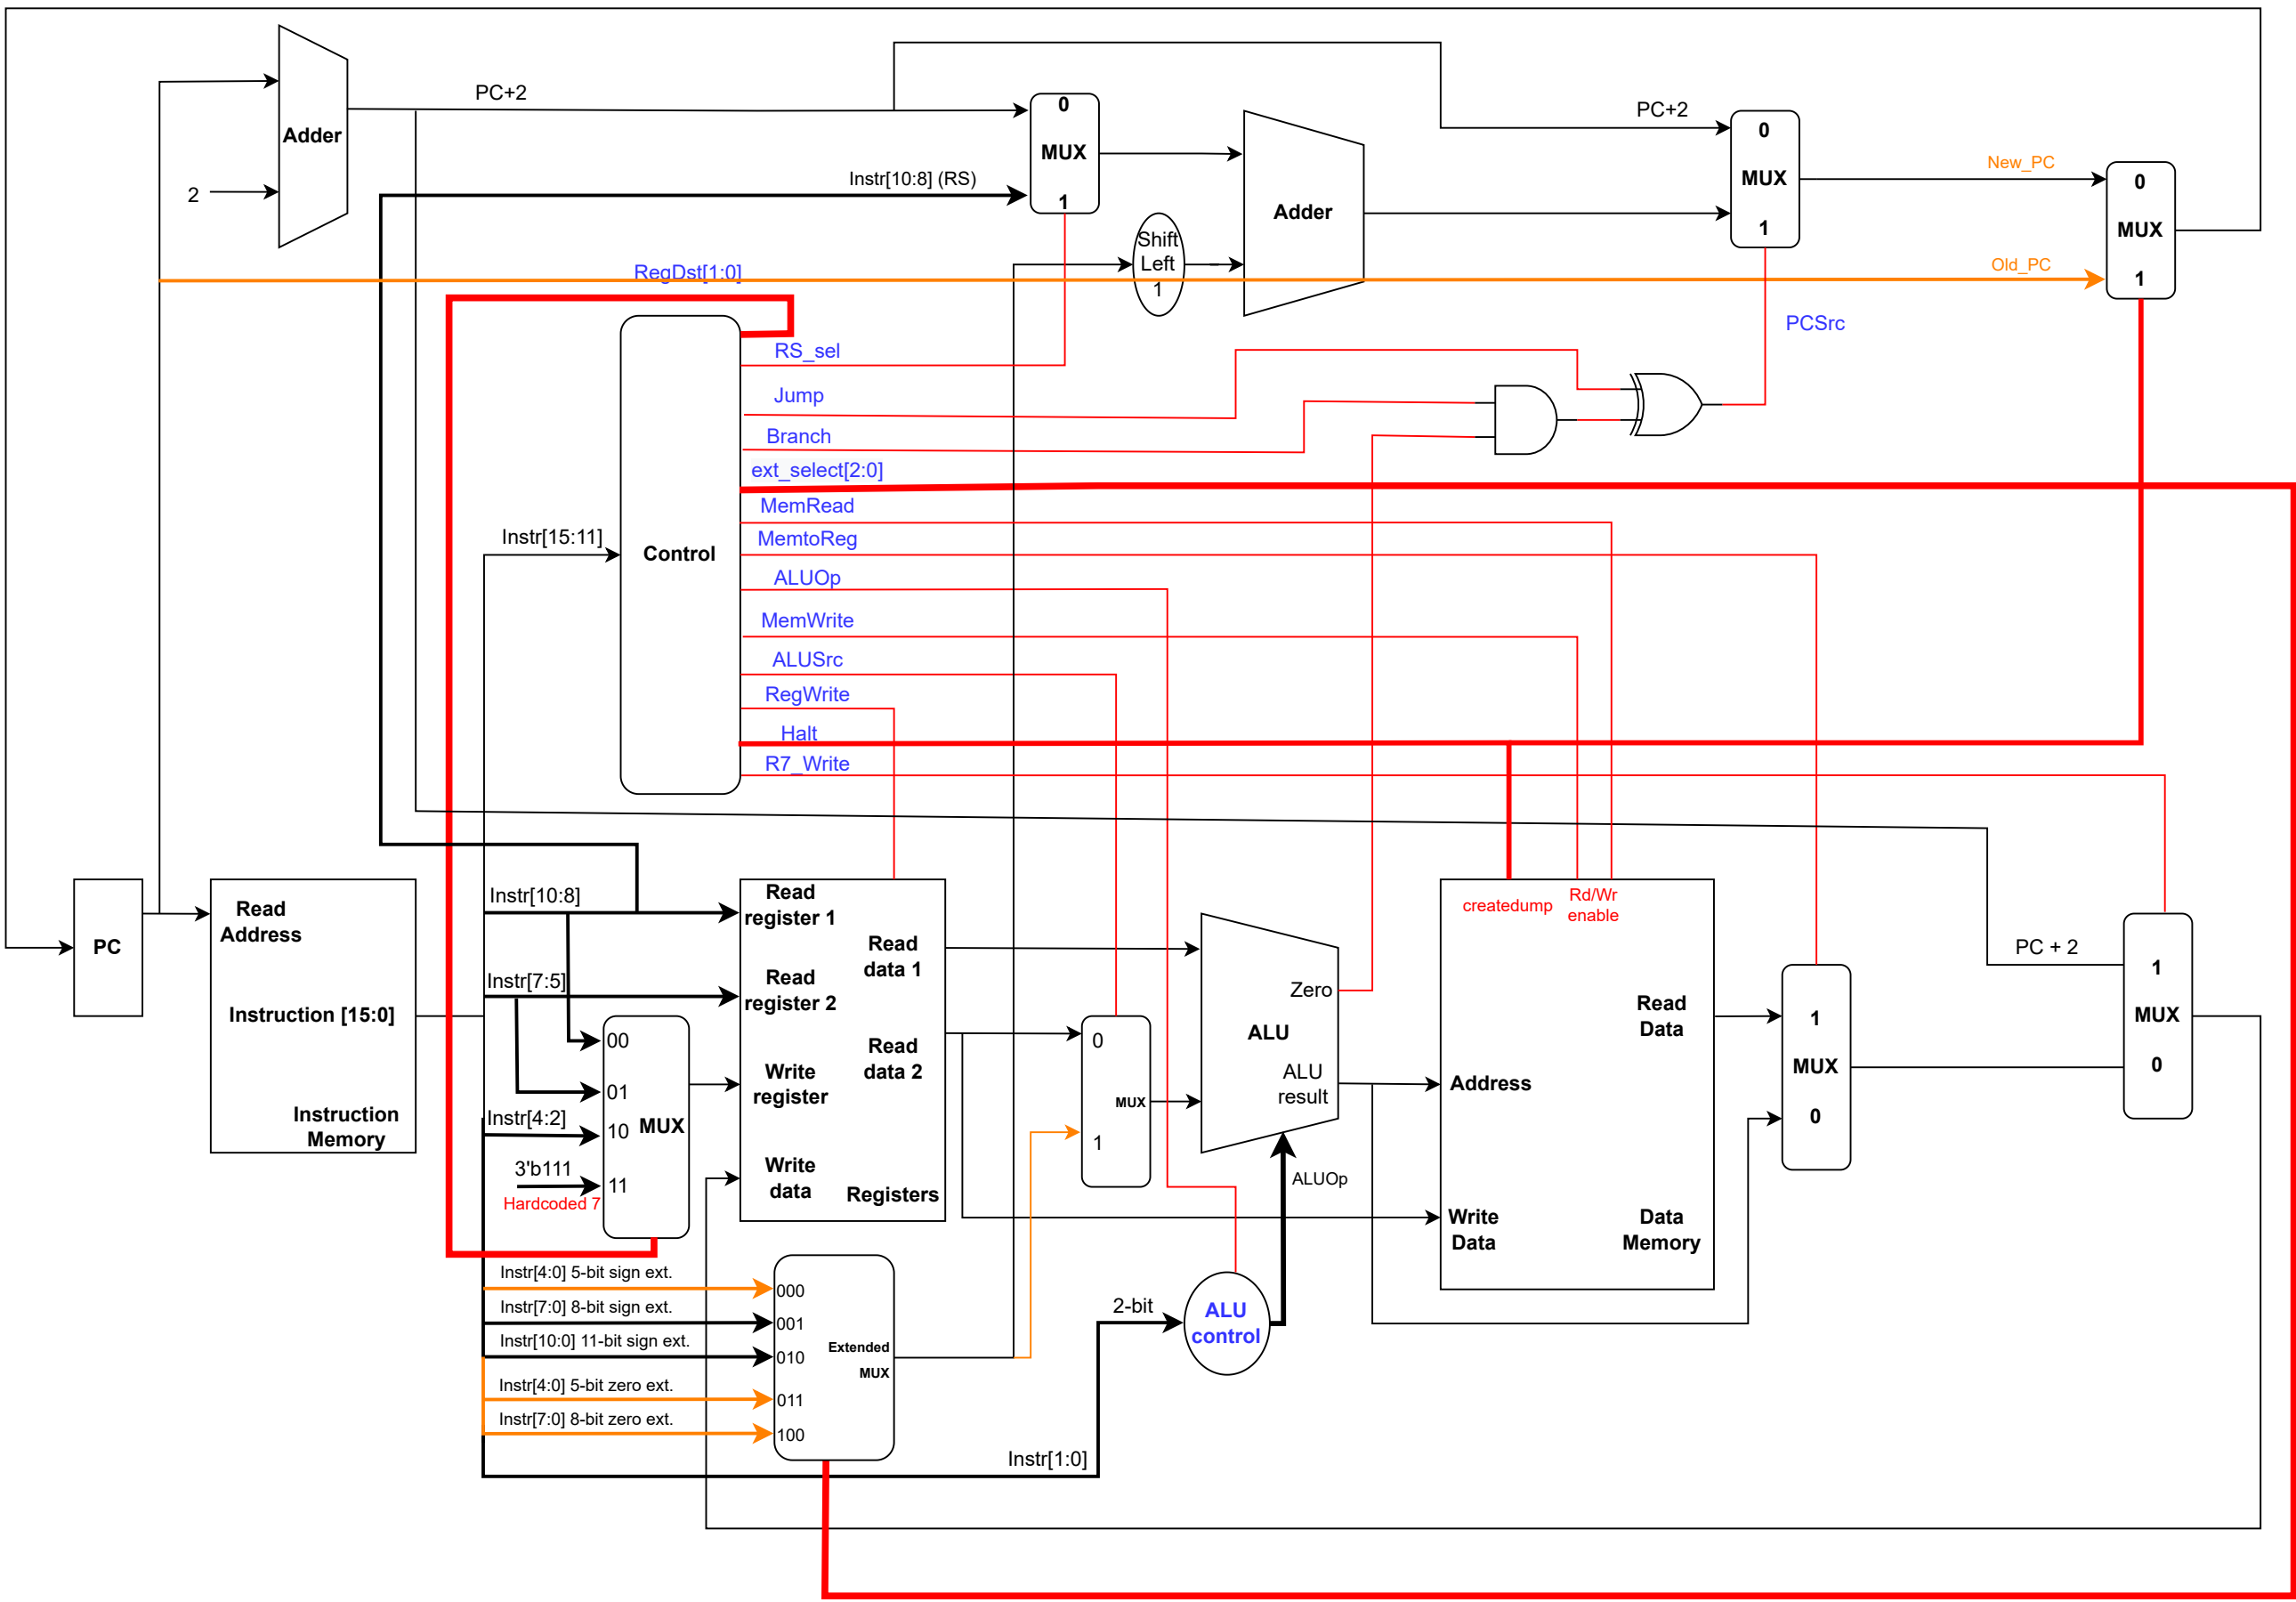 PC+2
Adder
2
0
MUX
1
Instr[10:8] (RS)
Shift
Left
1
Adder
PC+2
0
MUX
1
New_PC
Old_PC
0
MUX
1
PCSrc
RegDst[1:0]
RS_sel
Jump
Branch
ext_select[2:0]
MemRead
MemtoReg
ALUOp
MemWrite
ALUSrc
RegWrite
Halt
R7_Write
Instr[15:11]
Control
PC
Read
Address
Instruction [15:0]
Instruction
Memory
Instr[10:8]
Instr[7:5]
Instr[4:2]
3'b111
Hardcoded 7
00
01
10
11
MUX
Read
register 1
Read
register 2
Write
register
Write
data
Read
data 1
Read
data 2
Registers
0
MUX
1
Zero
ALU
ALU
result
ALUOp
createdump
Rd/Wr
enable
Read
Data
Address
Write
Data
Data
Memory
1
MUX
0
PC + 2
1
MUX
0
Instr[4:0] 5-bit sign ext.
Instr[7:0] 8-bit sign ext.
Instr[10:0] 11-bit sign ext.
Instr[4:0] 5-bit zero ext.
Instr[7:0] 8-bit zero ext.
000
001
010
011
100
Extended
MUX
2-bit
ALU
control
Instr[1:0]